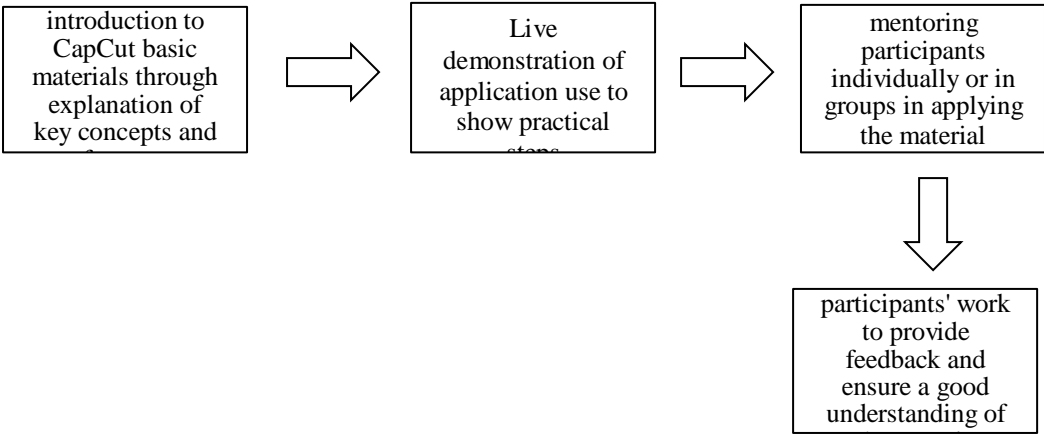 introduction to
CapCut basic
materials through
explanation of
key concepts and
Live
demonstration of
application use to
show practical
steps
mentoring
participants
individually or in
groups in applying
the material
participants' work
to provide
feedback and
ensure a good
understanding of